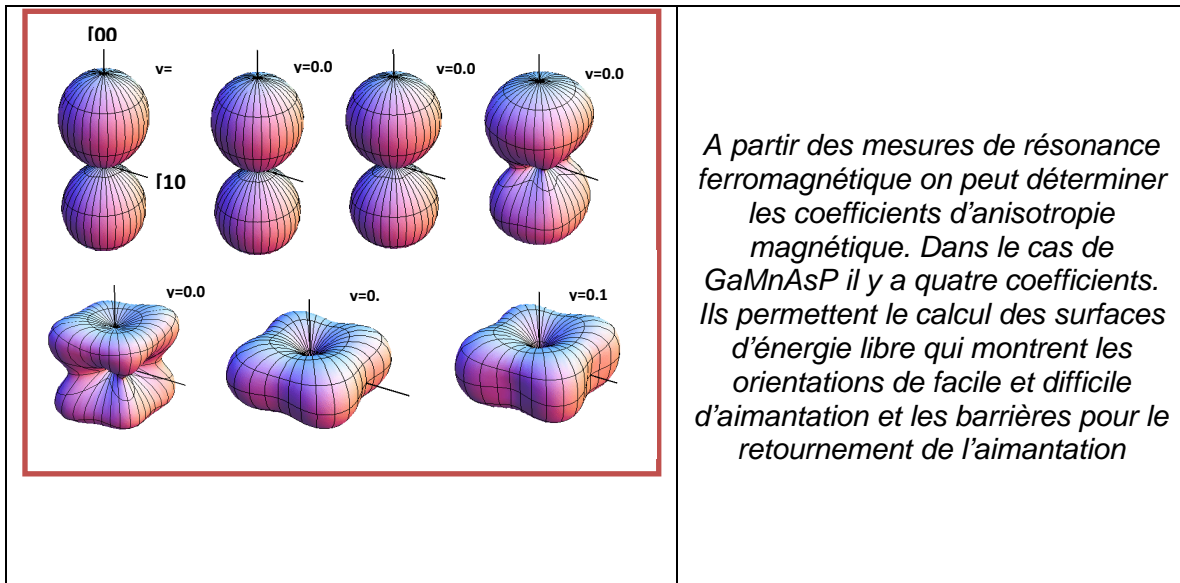 [00
v=
v=0.0
v=0.0
v=0.0
[10
v=0.0
v=0.
v=0.1
A partir des mesures de résonance
ferromagnétique on peut déterminer
les coefficients d'anisotropie
magnétique. Dans le cas de
GaMnAsP il y a quatre coefficients.
Ils permettent le calcul des surfaces
d'énergie libre qui montrent les
orientations de facile et difficile
d'aimantation et les barrières pour le
retournement de l'aimantation